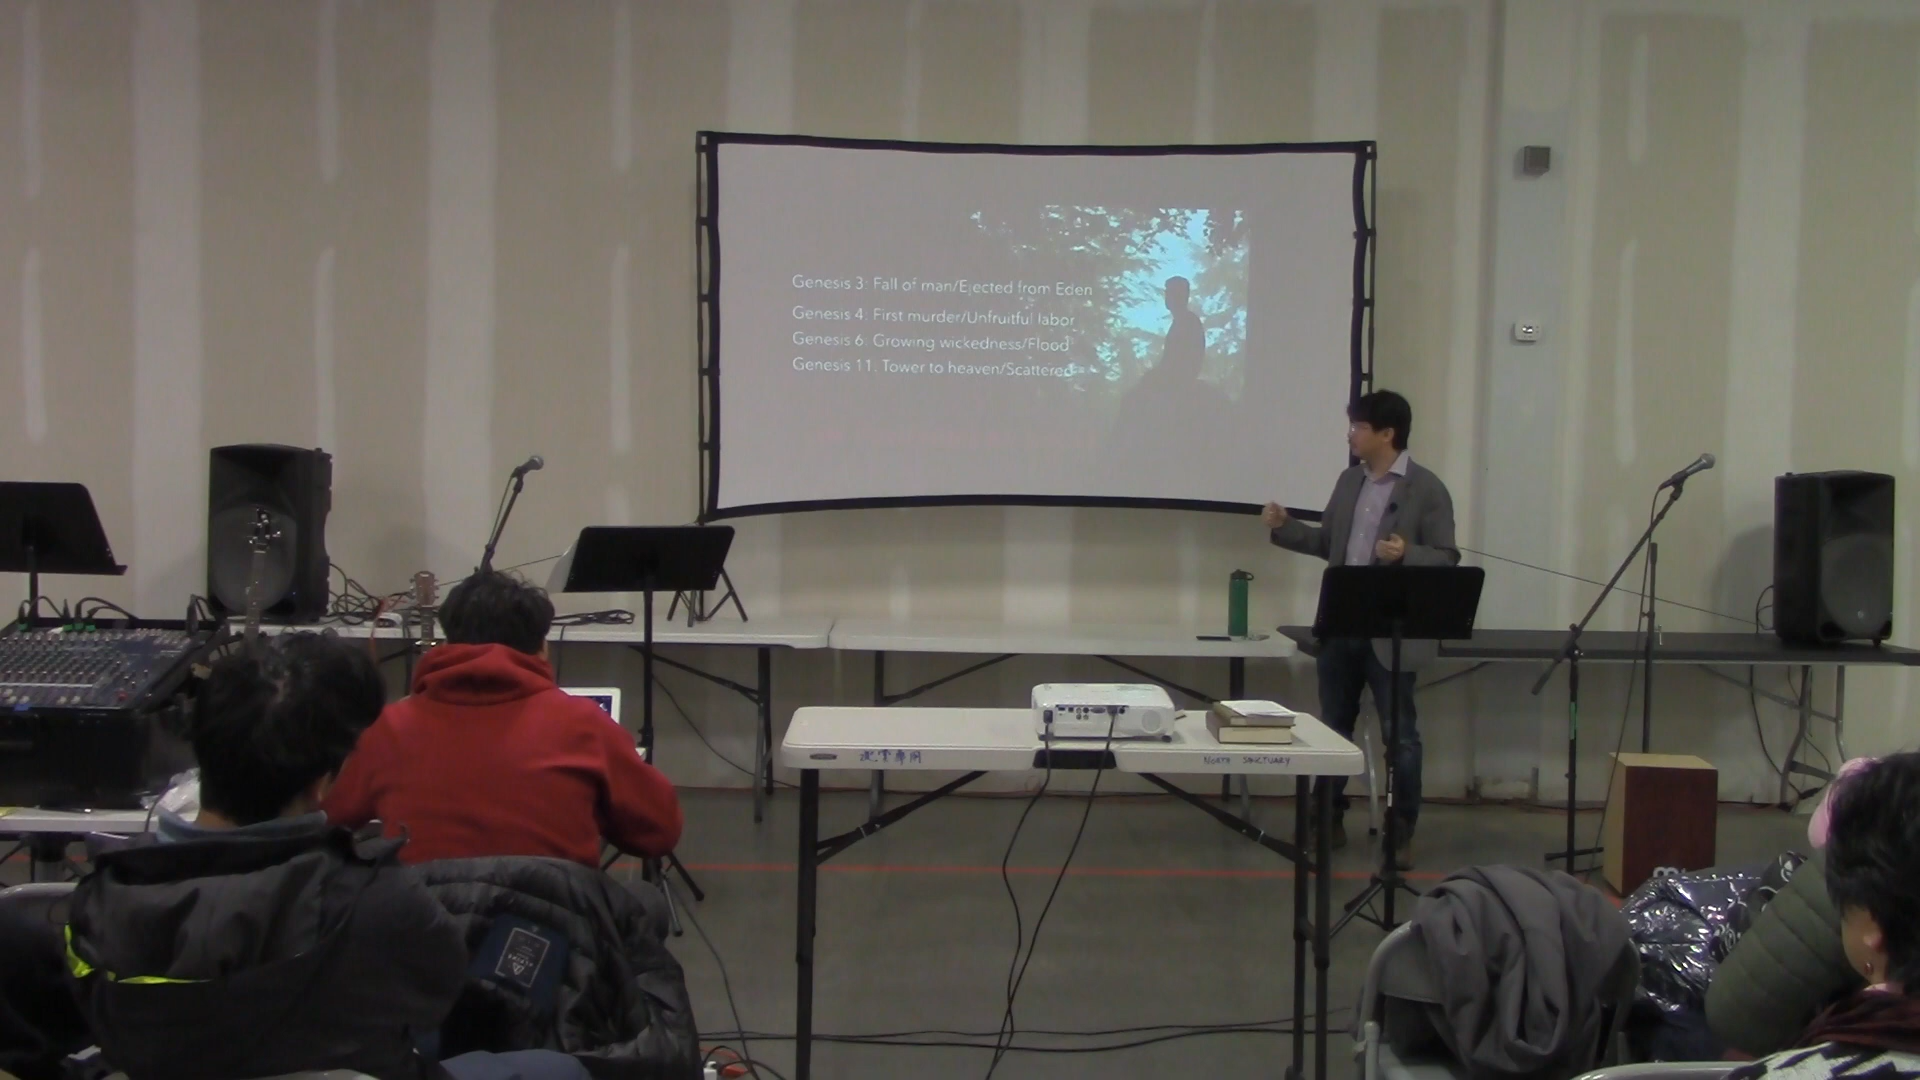 Genesis 3: Fall of man/Ejected from Eden
Genesis 4: First murder/Unfruitful labor
Genesis 6: Growing wickedness/Flood
Genesis 11: Tower to heaven/Scattered
NORTH SANCTUARY